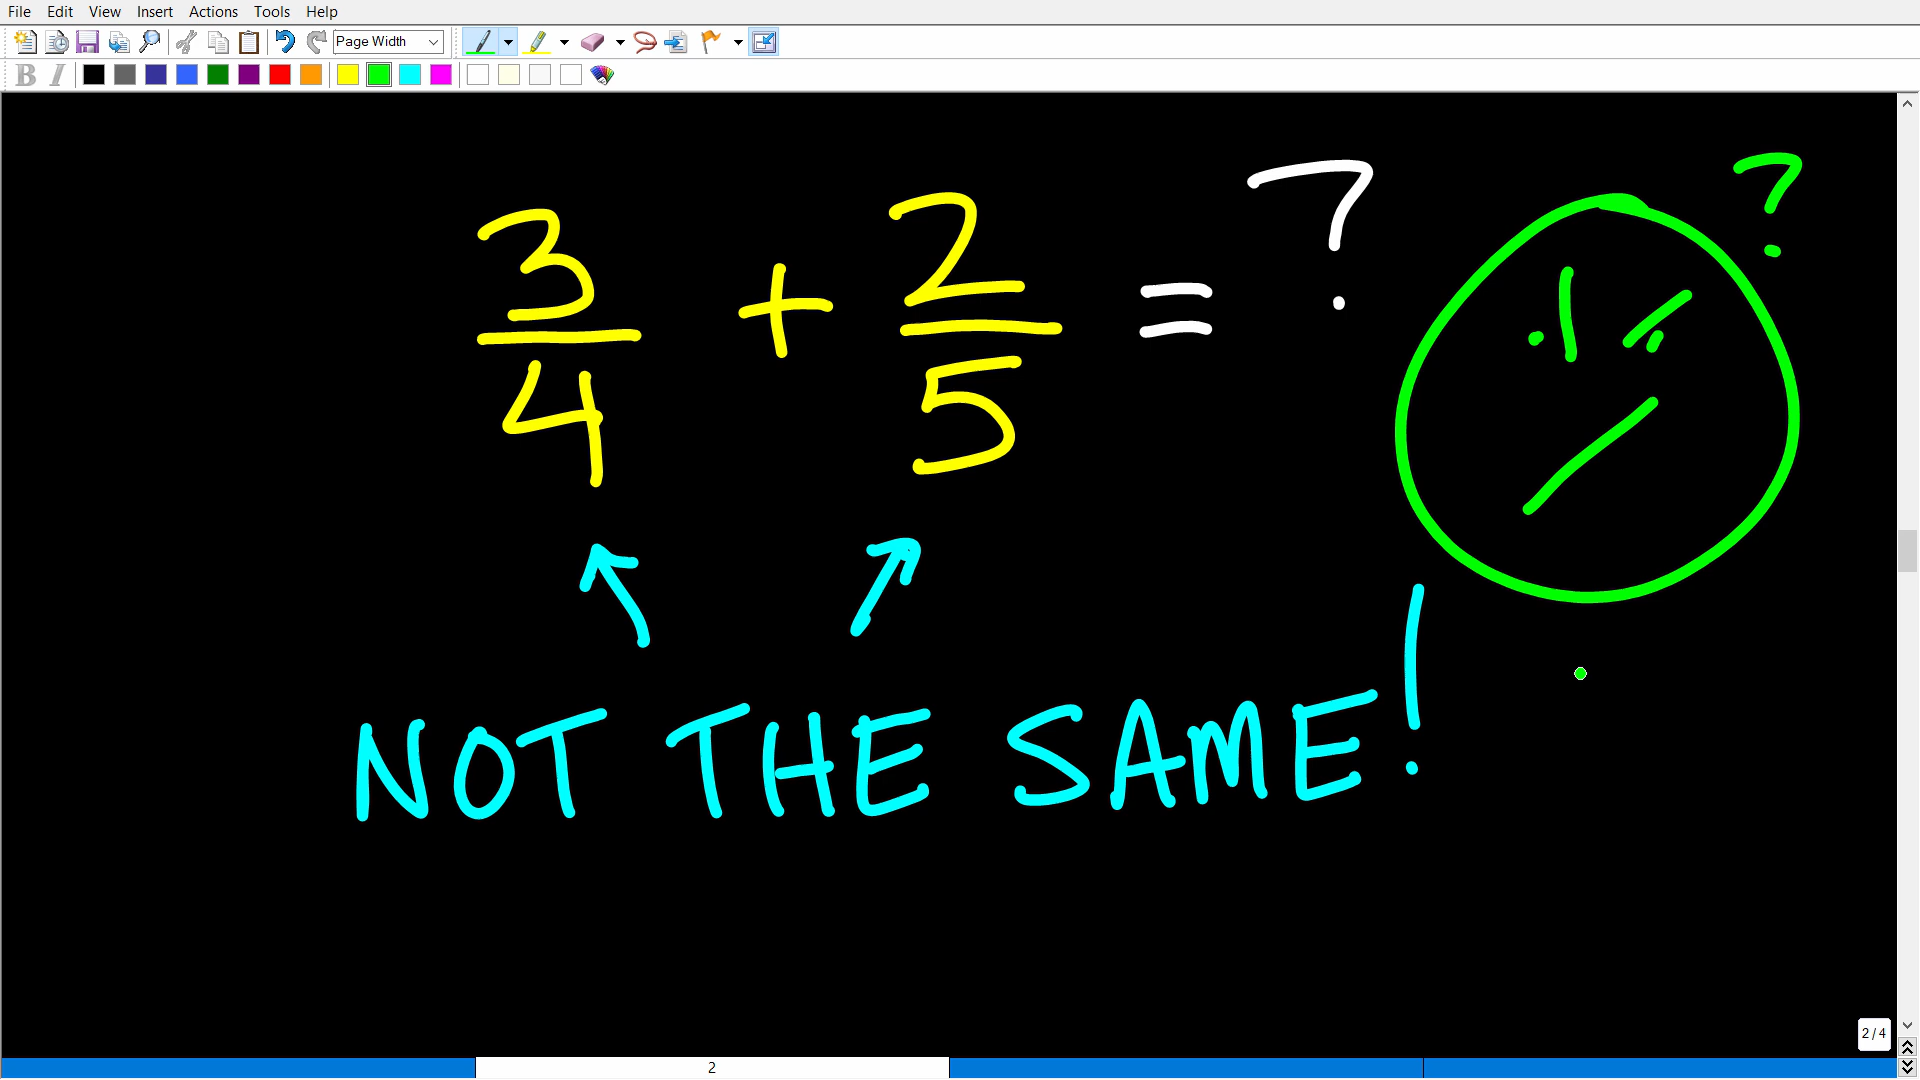 File Edit View Insert Actions Tools Help
Page Width
B I
3/4 + 2/5 = ?
?
NOT THE SAME!
2 / 4
2